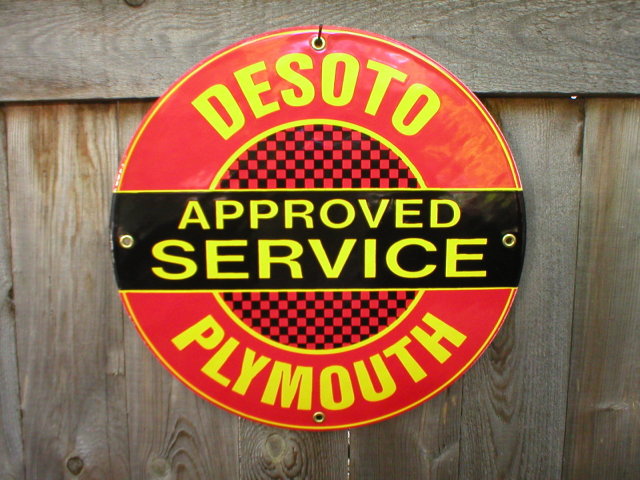 DESOTO
APPROVED
SERVICE
PLYMOUTH